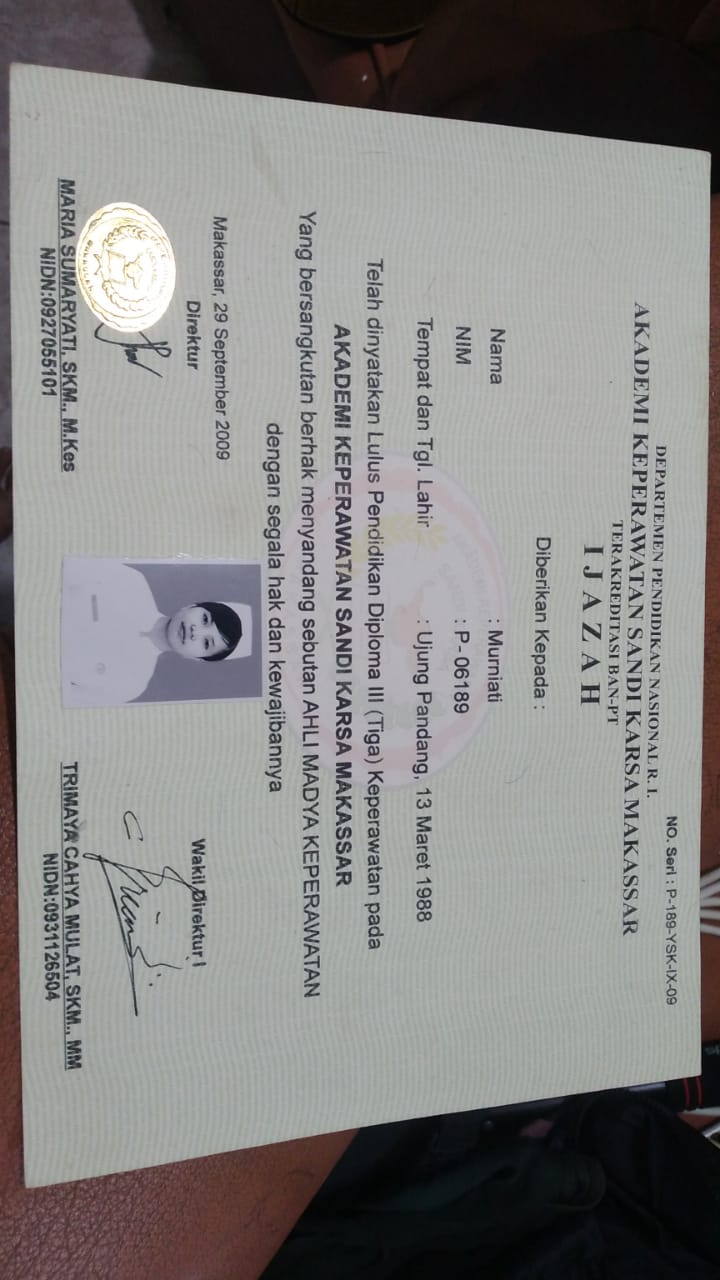 NO. Seri : P-189-YSK-IX-09
DEPARTEMEN PENDIDIKAN NASIONAL R. I.
AKADEMI KEPERAWATAN SANDI KARSA MAKASSAR
TERAKREDITASI BAN-PT
I J A Z A H
Diberikan Kepada :
Nama : Murniati
NIM : P- 06189
Tempat dan Tgl. Lahir : Ujung Pandang, 13 Maret 1988
Telah dinyatakan Lulus Pendidikan Diploma III (Tiga) Keperawatan pada
AKADEMI KEPERAWATAN SANDI KARSA MAKASSAR
Yang bersangkutan berhak menyandang sebutan AHLI MADYA KEPERAWATAN
dengan segala hak dan kewajibannya
Makassar, 29 September 2009
Direktur
MARIA SUMARYATI, SKM., M.Kes
NIDN:0927055101
Wakil Direktur I
TRIMAYA CAHYA MULAT, SKM., MM
NIDN:0931126504